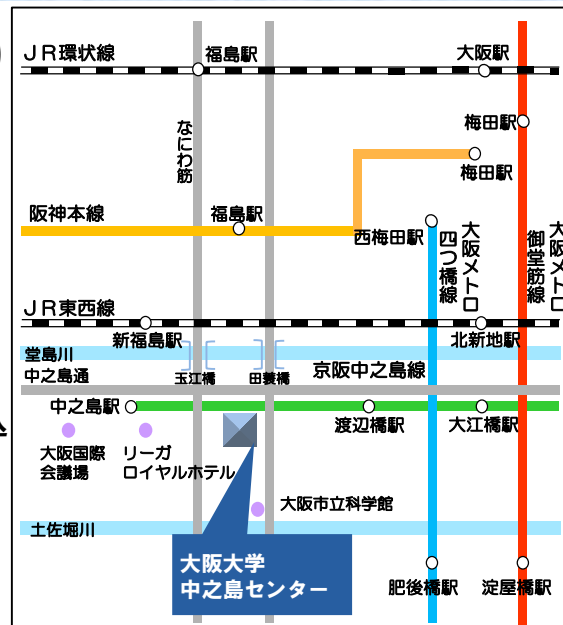 JR環状線
福島駅
大阪駅
梅田駅
なにわ筋
梅田駅
阪神本線
福島駅
西梅田駅
大阪メトロ
四つ橋線
大阪メトロ
御堂筋線
JR東西線
新福島駅
北新地駅
堂島川
中之島通
玉江橋
田蓑橋
京阪中之島線
中之島駅
渡辺橋駅
大江橋駅
大阪国際
会議場
リーガ
ロイヤルホテル
大阪市立科学館
土佐堀川
大阪大学
中之島センター
肥後橋駅
淀屋橋駅